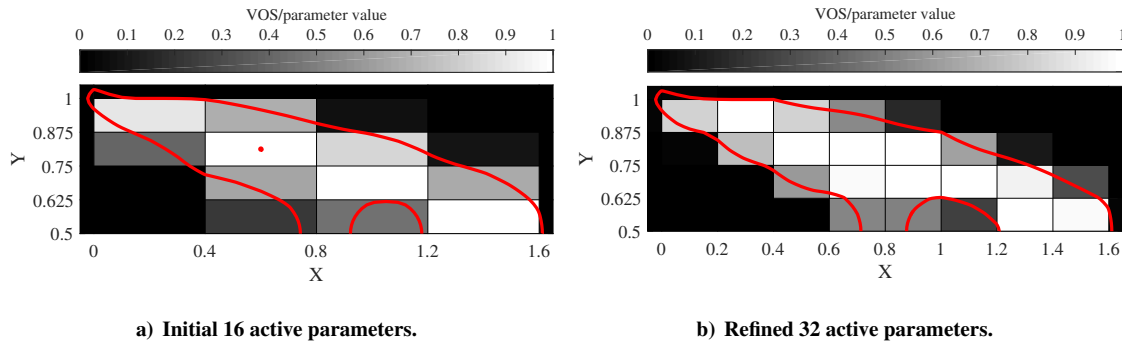 VOS/parameter value
0 0.1 0.2 0.3 0.4 0.5 0.6 0.7 0.8 0.9 1
1
0.875
0.75
0.625
0.5
Y
0 0.4 0.8 1.2 1.6
X
a) Initial 16 active parameters.
VOS/parameter value
0 0.1 0.2 0.3 0.4 0.5 0.6 0.7 0.8 0.9 1
1
0.875
0.75
0.625
0.5
Y
0 0.2 0.4 0.6 0.8 1 1.2 1.4 1.6
X
b) Refined 32 active parameters.